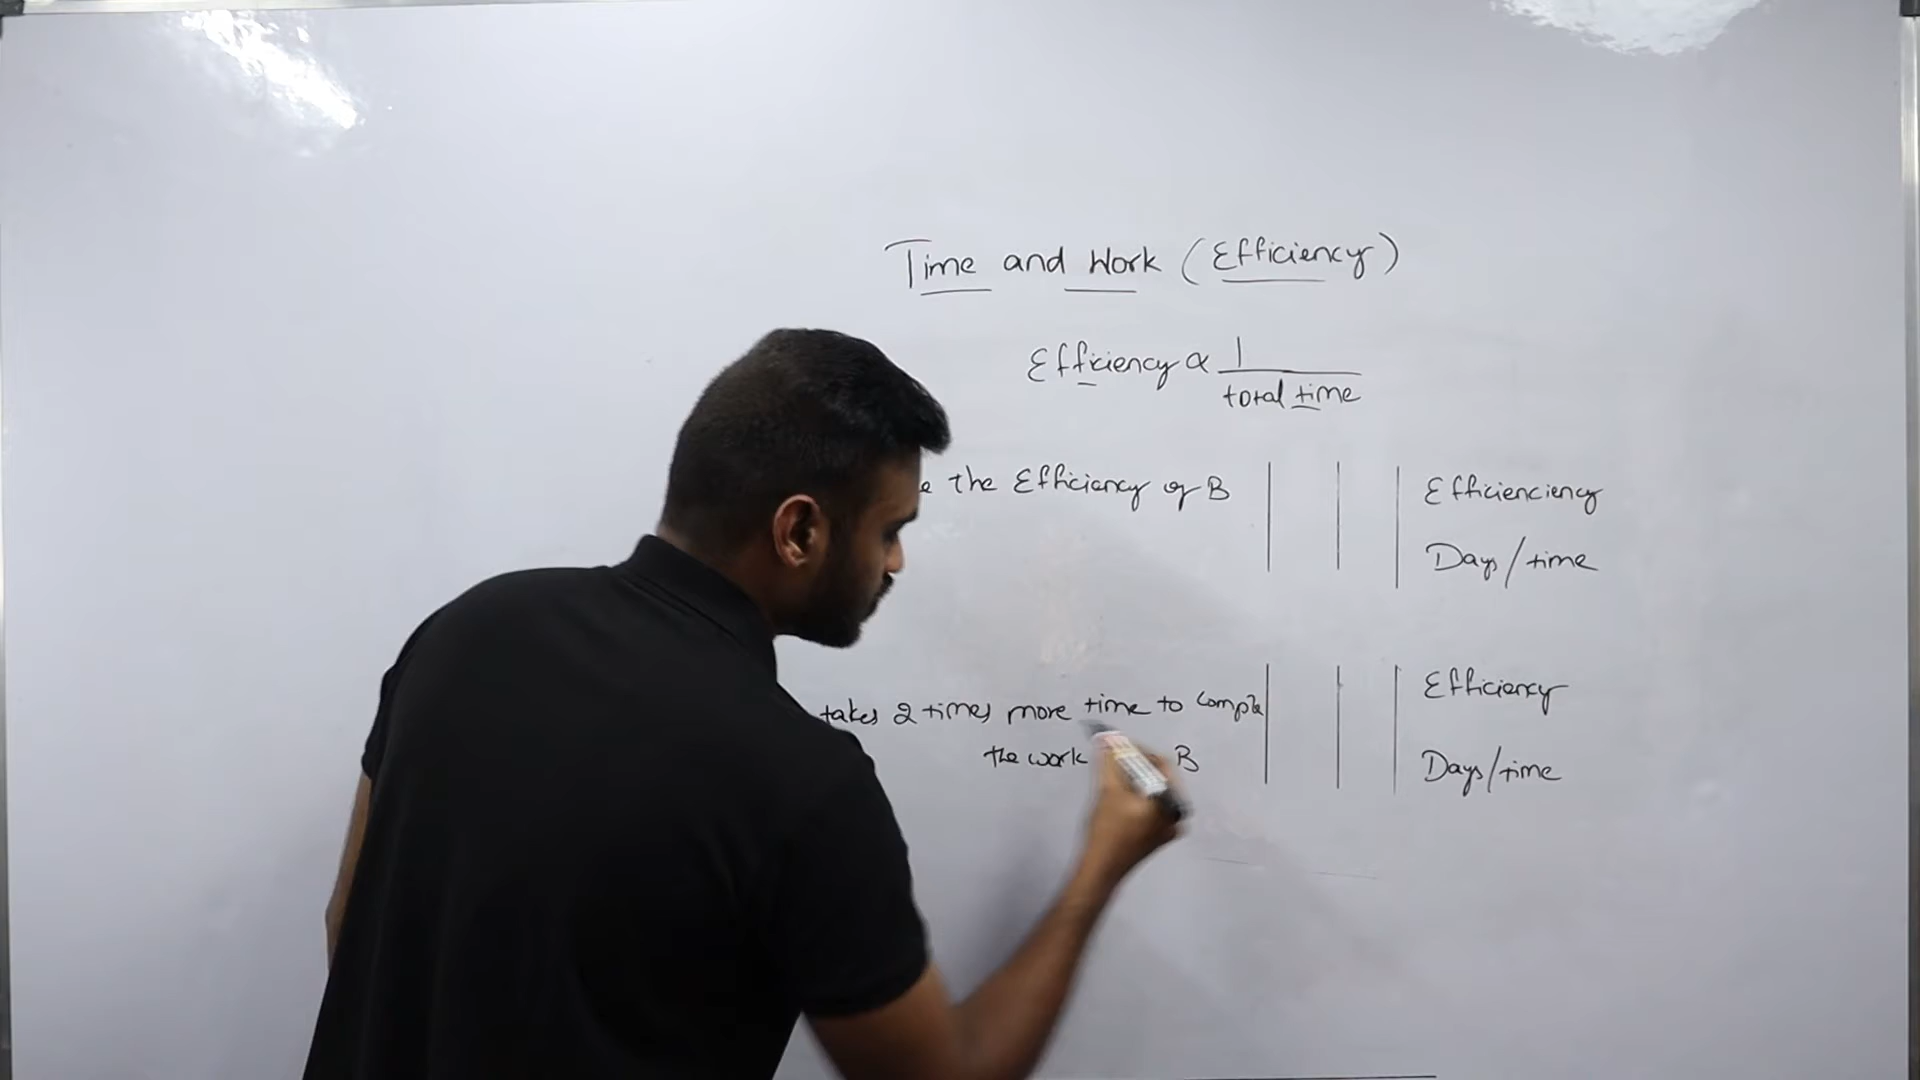 Time and Work (Efficiency)
Efficiency ∝ 1
total time
the Efficiency of B
Efficienciency
Days/time
takes 2 times more time to comple
the work B
Efficiency
Days/time